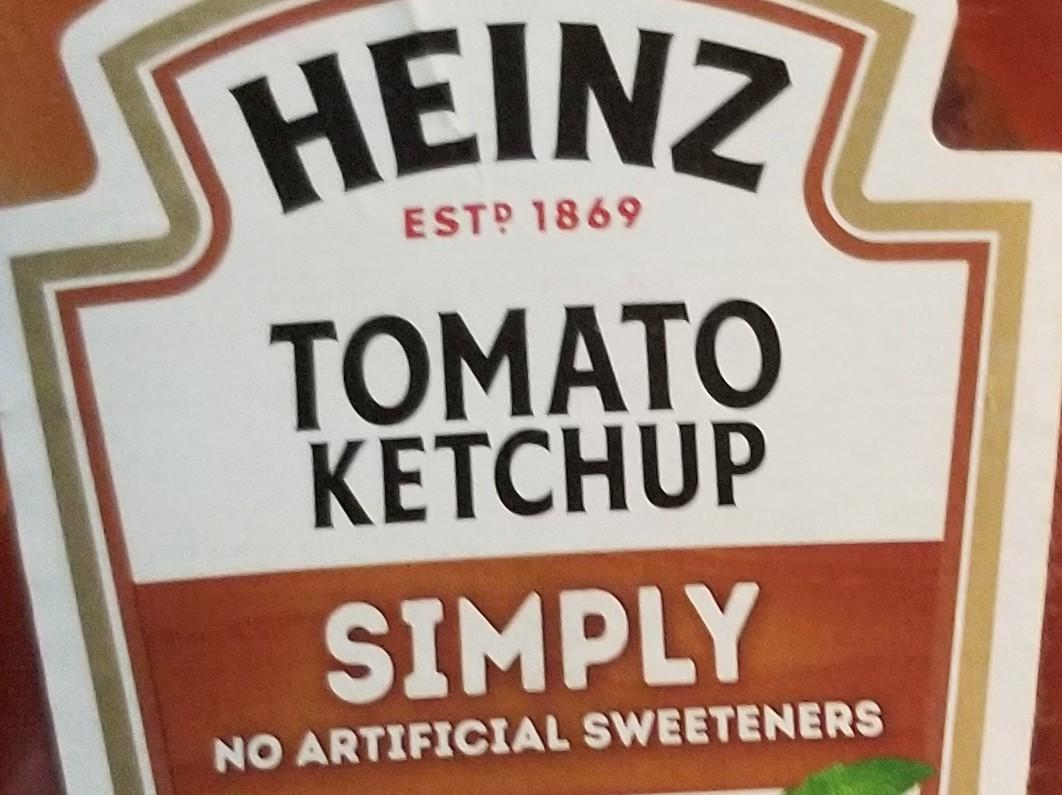 HEINZ
ESTD 1869
TOMATO
KETCHUP
SIMPLY
NO ARTIFICIAL SWEETENERS